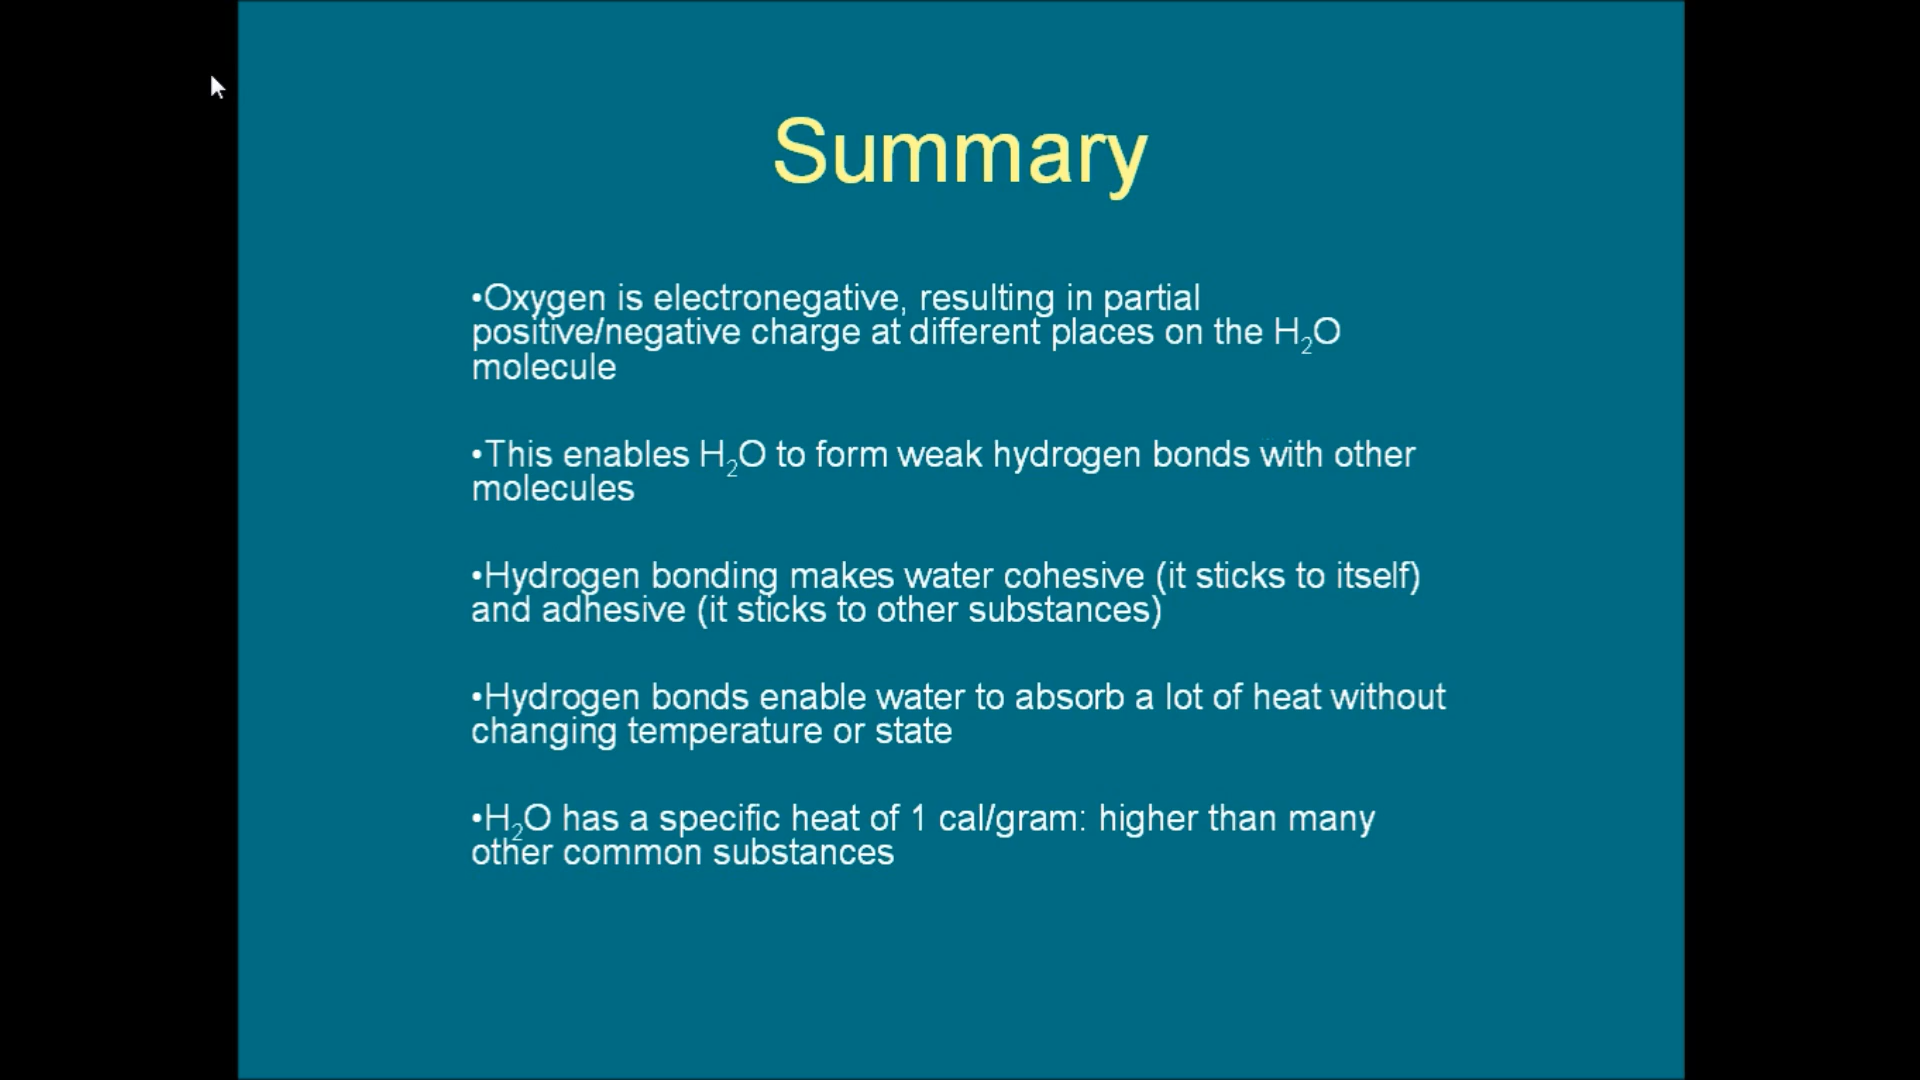 Summary
•Oxygen is electronegative, resulting in partial
positive/negative charge at different places on the H₂O
molecule
•This enables H₂O to form weak hydrogen bonds with other
molecules
•Hydrogen bonding makes water cohesive (it sticks to itself)
and adhesive (it sticks to other substances)
•Hydrogen bonds enable water to absorb a lot of heat without
changing temperature or state
•H₂O has a specific heat of 1 cal/gram: higher than many
other common substances